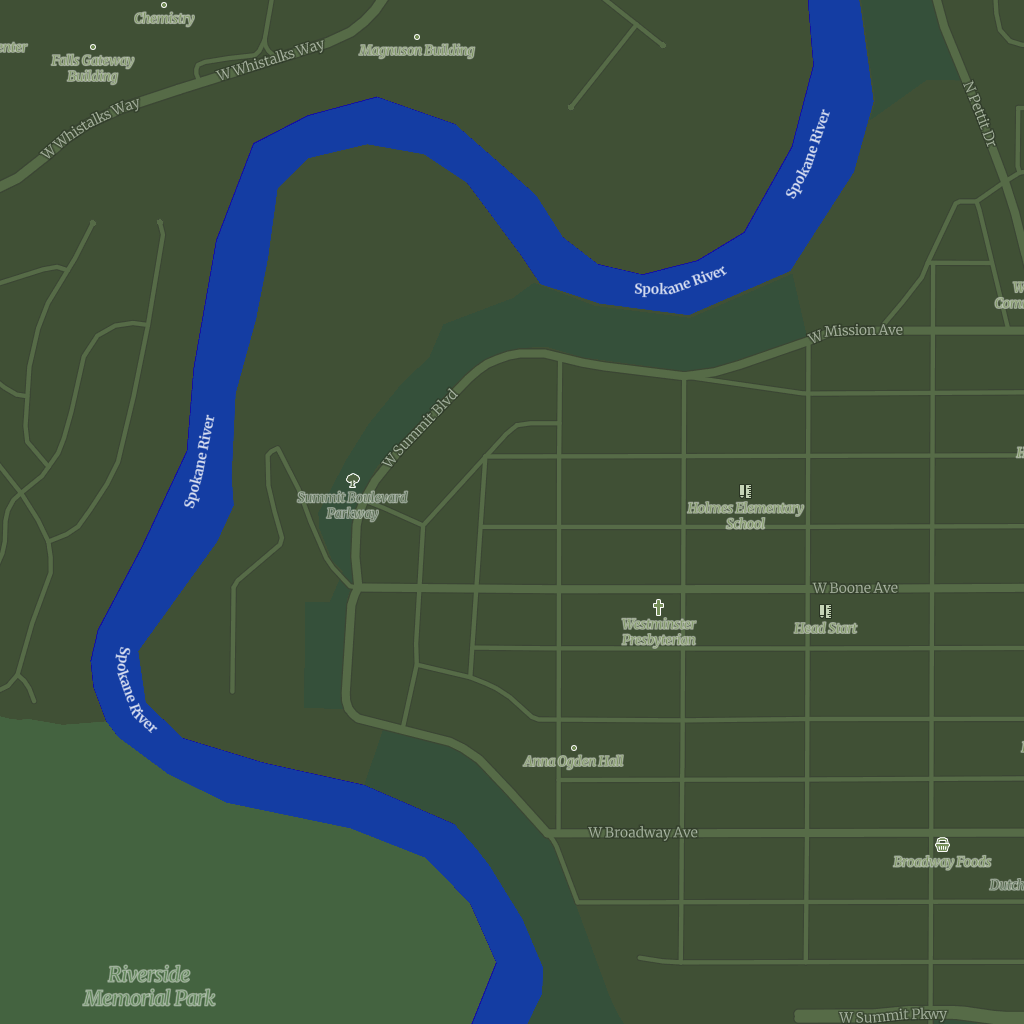 Chemistry
enter
Falls Gateway
Building
Magnuson Building
W Whistalks Way
W Whistalks Way
N Pettit Dr
Spokane River
Spokane River
W Mission Ave
W Summit Blvd
Spokane River
Summit Boulevard
Parkway
Holmes Elementary
School
W Boone Ave
Westminster
Presbyterian
Head Start
Spokane River
Anna Ogden Hall
W Broadway Ave
Broadway Foods
Dutch
Riverside
Memorial Park
W Summit Pkwy